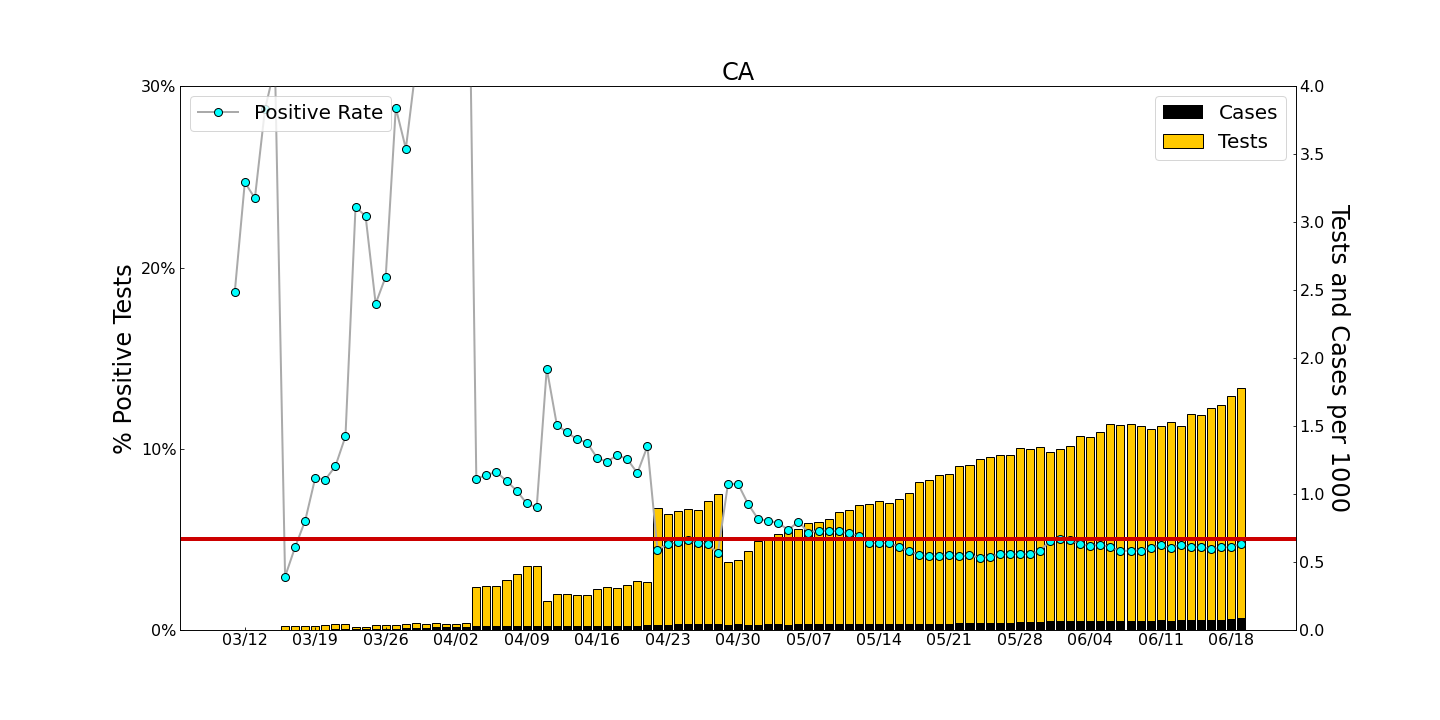 CA
Positive Rate
Cases
Tests
% Positive Tests
30%
20%
10%
0%
Tests and Cases per 1000
4.0
3.5
3.0
2.5
2.0
1.5
1.0
0.5
0.0
03/12 03/19 03/26 04/02 04/09 04/16 04/23 04/30 05/07 05/14 05/21 05/28 06/04 06/11 06/18